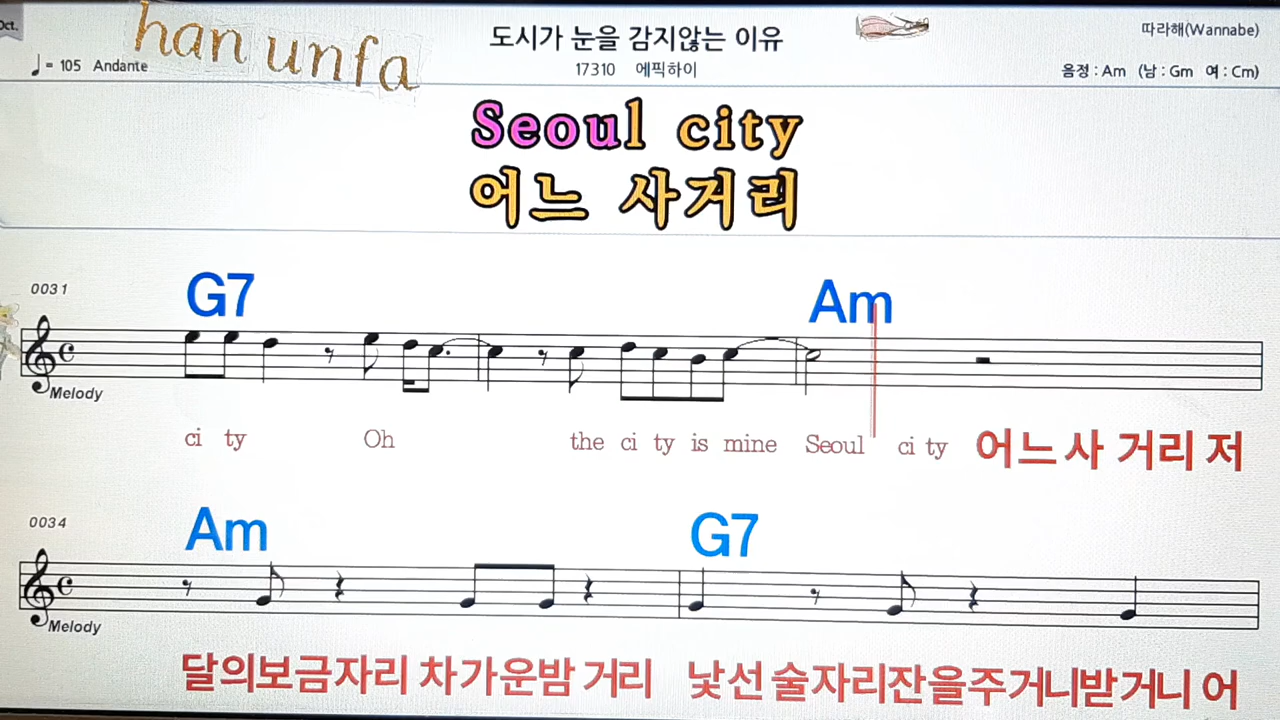 Oct.
han unfa
도시가 눈을 감지않는 이유
따라해(Wannabe)
♩= 105 Andante
17310 에픽하이
음정 : Am (남 : Gm 여 : Cm)
Seoul city
어느 사거리
0031
G7 Am
Melody
ci ty Oh the ci ty is mine Seoul ci ty 어느사 거리 저
0034
Am G7
Melody
달의보금자리 차가운밤 거리 낯선 술자리잔을주거니받거니 어